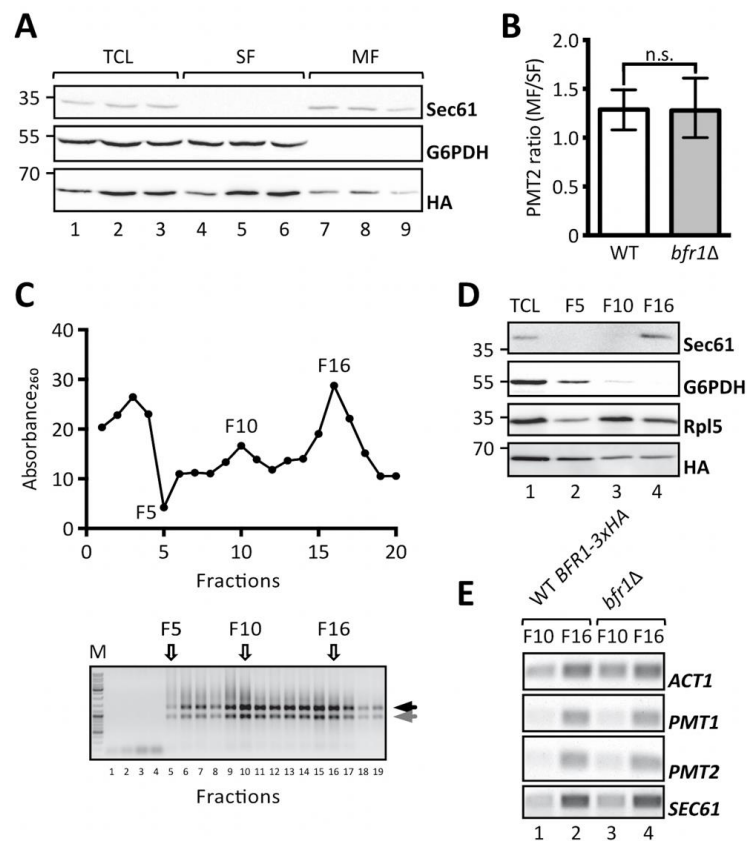 A
TCL SF MF
35 Sec61
55 G6PDH
70 HA
1 2 3 4 5 6 7 8 9
B
PMT2 ratio (MF/SF)
2.0
1.5
1.0
0.5
0
n.s.
WT bfr1Δ
C
Absorbance260
40
30
20
10
0
F5 F10 F16
0 5 10 15 20
Fractions
F5 F10 F16
M
1 2 3 4 5 6 7 8 9 10 11 12 13 14 15 16 17 18 19
Fractions
D
TCL F5 F10 F16
35 Sec61
55 G6PDH
35 Rpl5
70 HA
1 2 3 4
E
WT BFR1-3xHA bfr1Δ
F10 F16 F10 F16
ACT1
PMT1
PMT2
SEC61
1 2 3 4